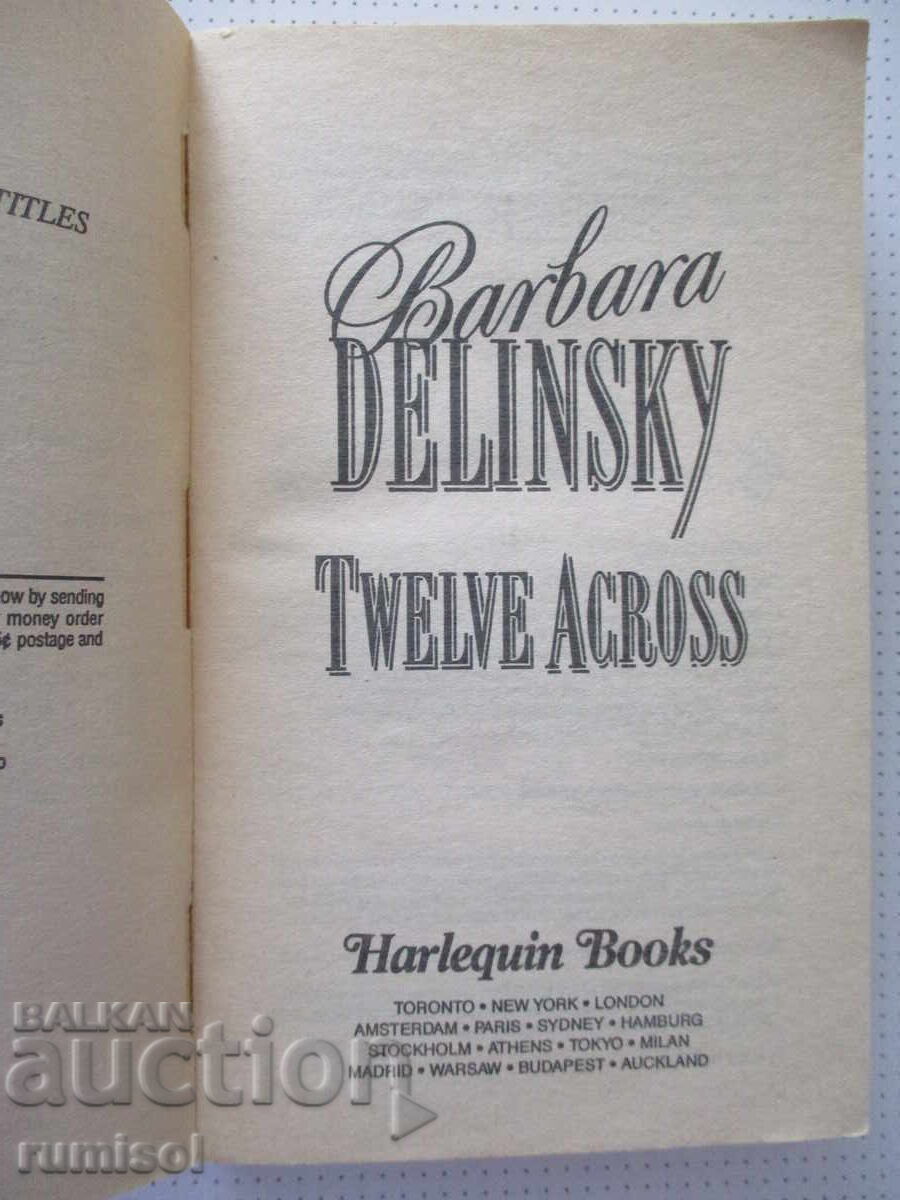 TITLES
ow by sending
money order
5¢ postage and
Barbara
DELINSKY
TWELVE ACROSS
Harlequin Books
TORONTO • NEW YORK • LONDON
AMSTERDAM • PARIS • SYDNEY • HAMBURG
STOCKHOLM • ATHENS • TOKYO • MILAN
MADRID • WARSAW • BUDAPEST • AUCKLAND
BALKAN
auction
rumisol